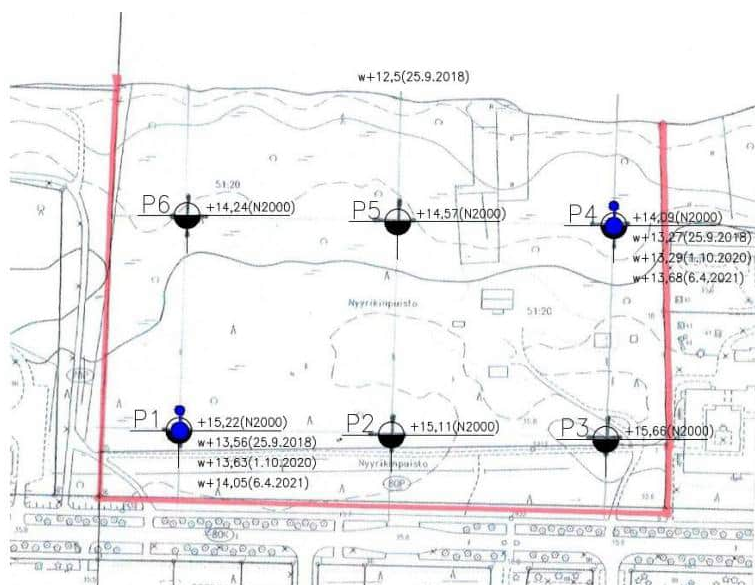 w+12,5(25.9.2018)
51:20
P6
+14,24(N2000)
P5
+14,57(N2000)
P4
+14,09(N2000)
w+13,27(25.9.2018)
w+13,29(1.10.2020)
w+13,68(6.4.2021)
Nyyrikinpuisto
51:20
P1
+15,22(N2000)
w+13,56(25.9.2018)
w+13,63(1.10.2020)
w+14,05(6.4.2021)
P2
+15,11(N2000)
P3
+15,66(N2000)
Nyyrikinpuisto